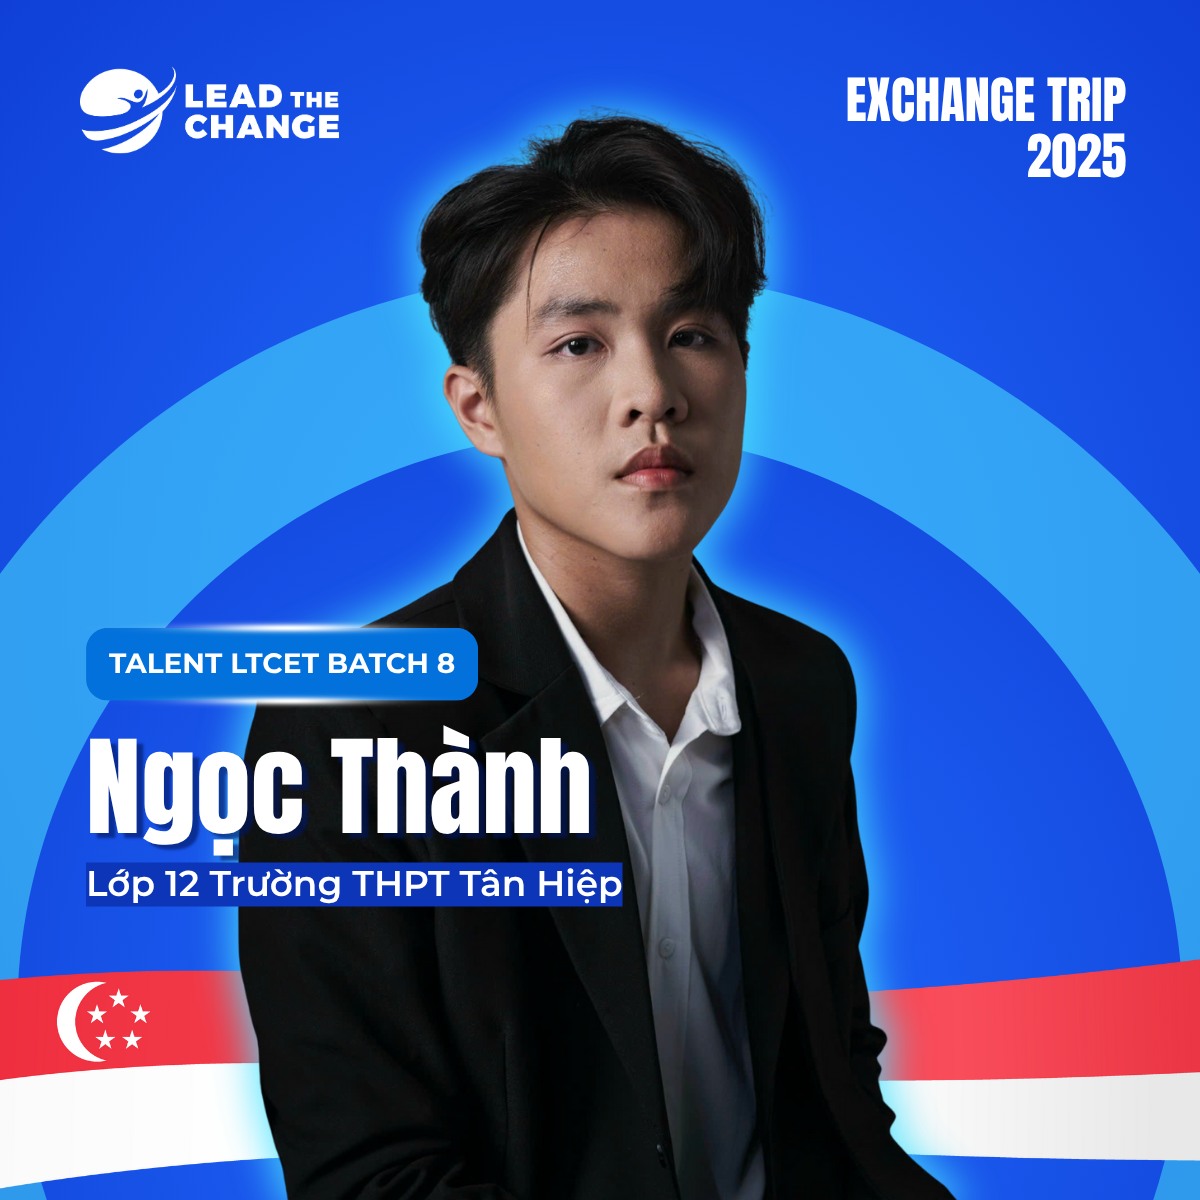 LEAD THE
CHANGE
EXCHANGE TRIP
2025
TALENT LTCET BATCH 8
Ngọc Thành
Lớp 12 Trường THPT Tân Hiệp